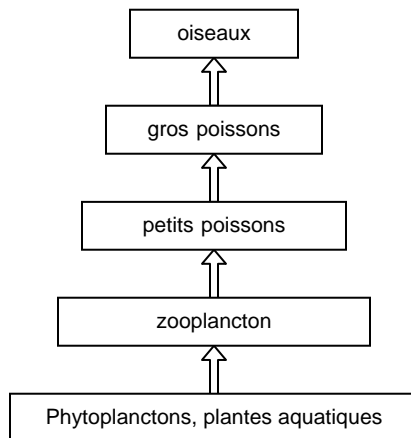 oiseaux
gros poissons
petits poissons
zooplancton
Phytoplanctons, plantes aquatiques